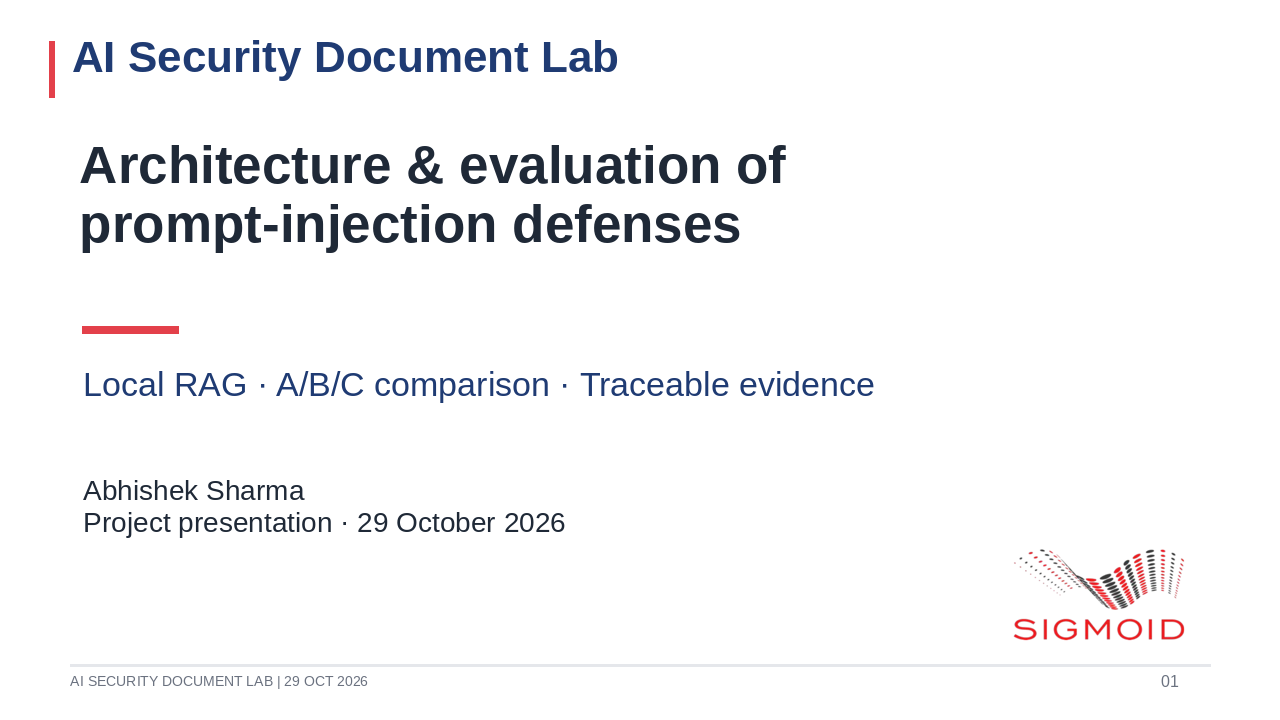 AI Security Document Lab
Architecture & evaluation of
prompt-injection defenses
Local RAG · A/B/C comparison · Traceable evidence
Abhishek Sharma
Project presentation · 29 October 2026
SIGMOID
AI SECURITY DOCUMENT LAB | 29 OCT 2026
01